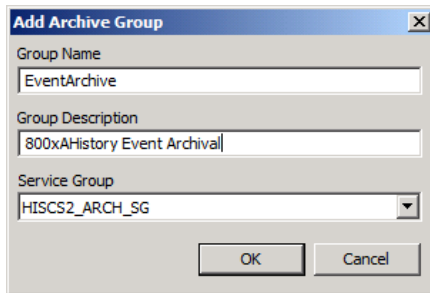 Add Archive Group
Group Name
EventArchive
Group Description
800xAHistory Event Archival
Service Group
HISCS2_ARCH_SG
OK Cancel